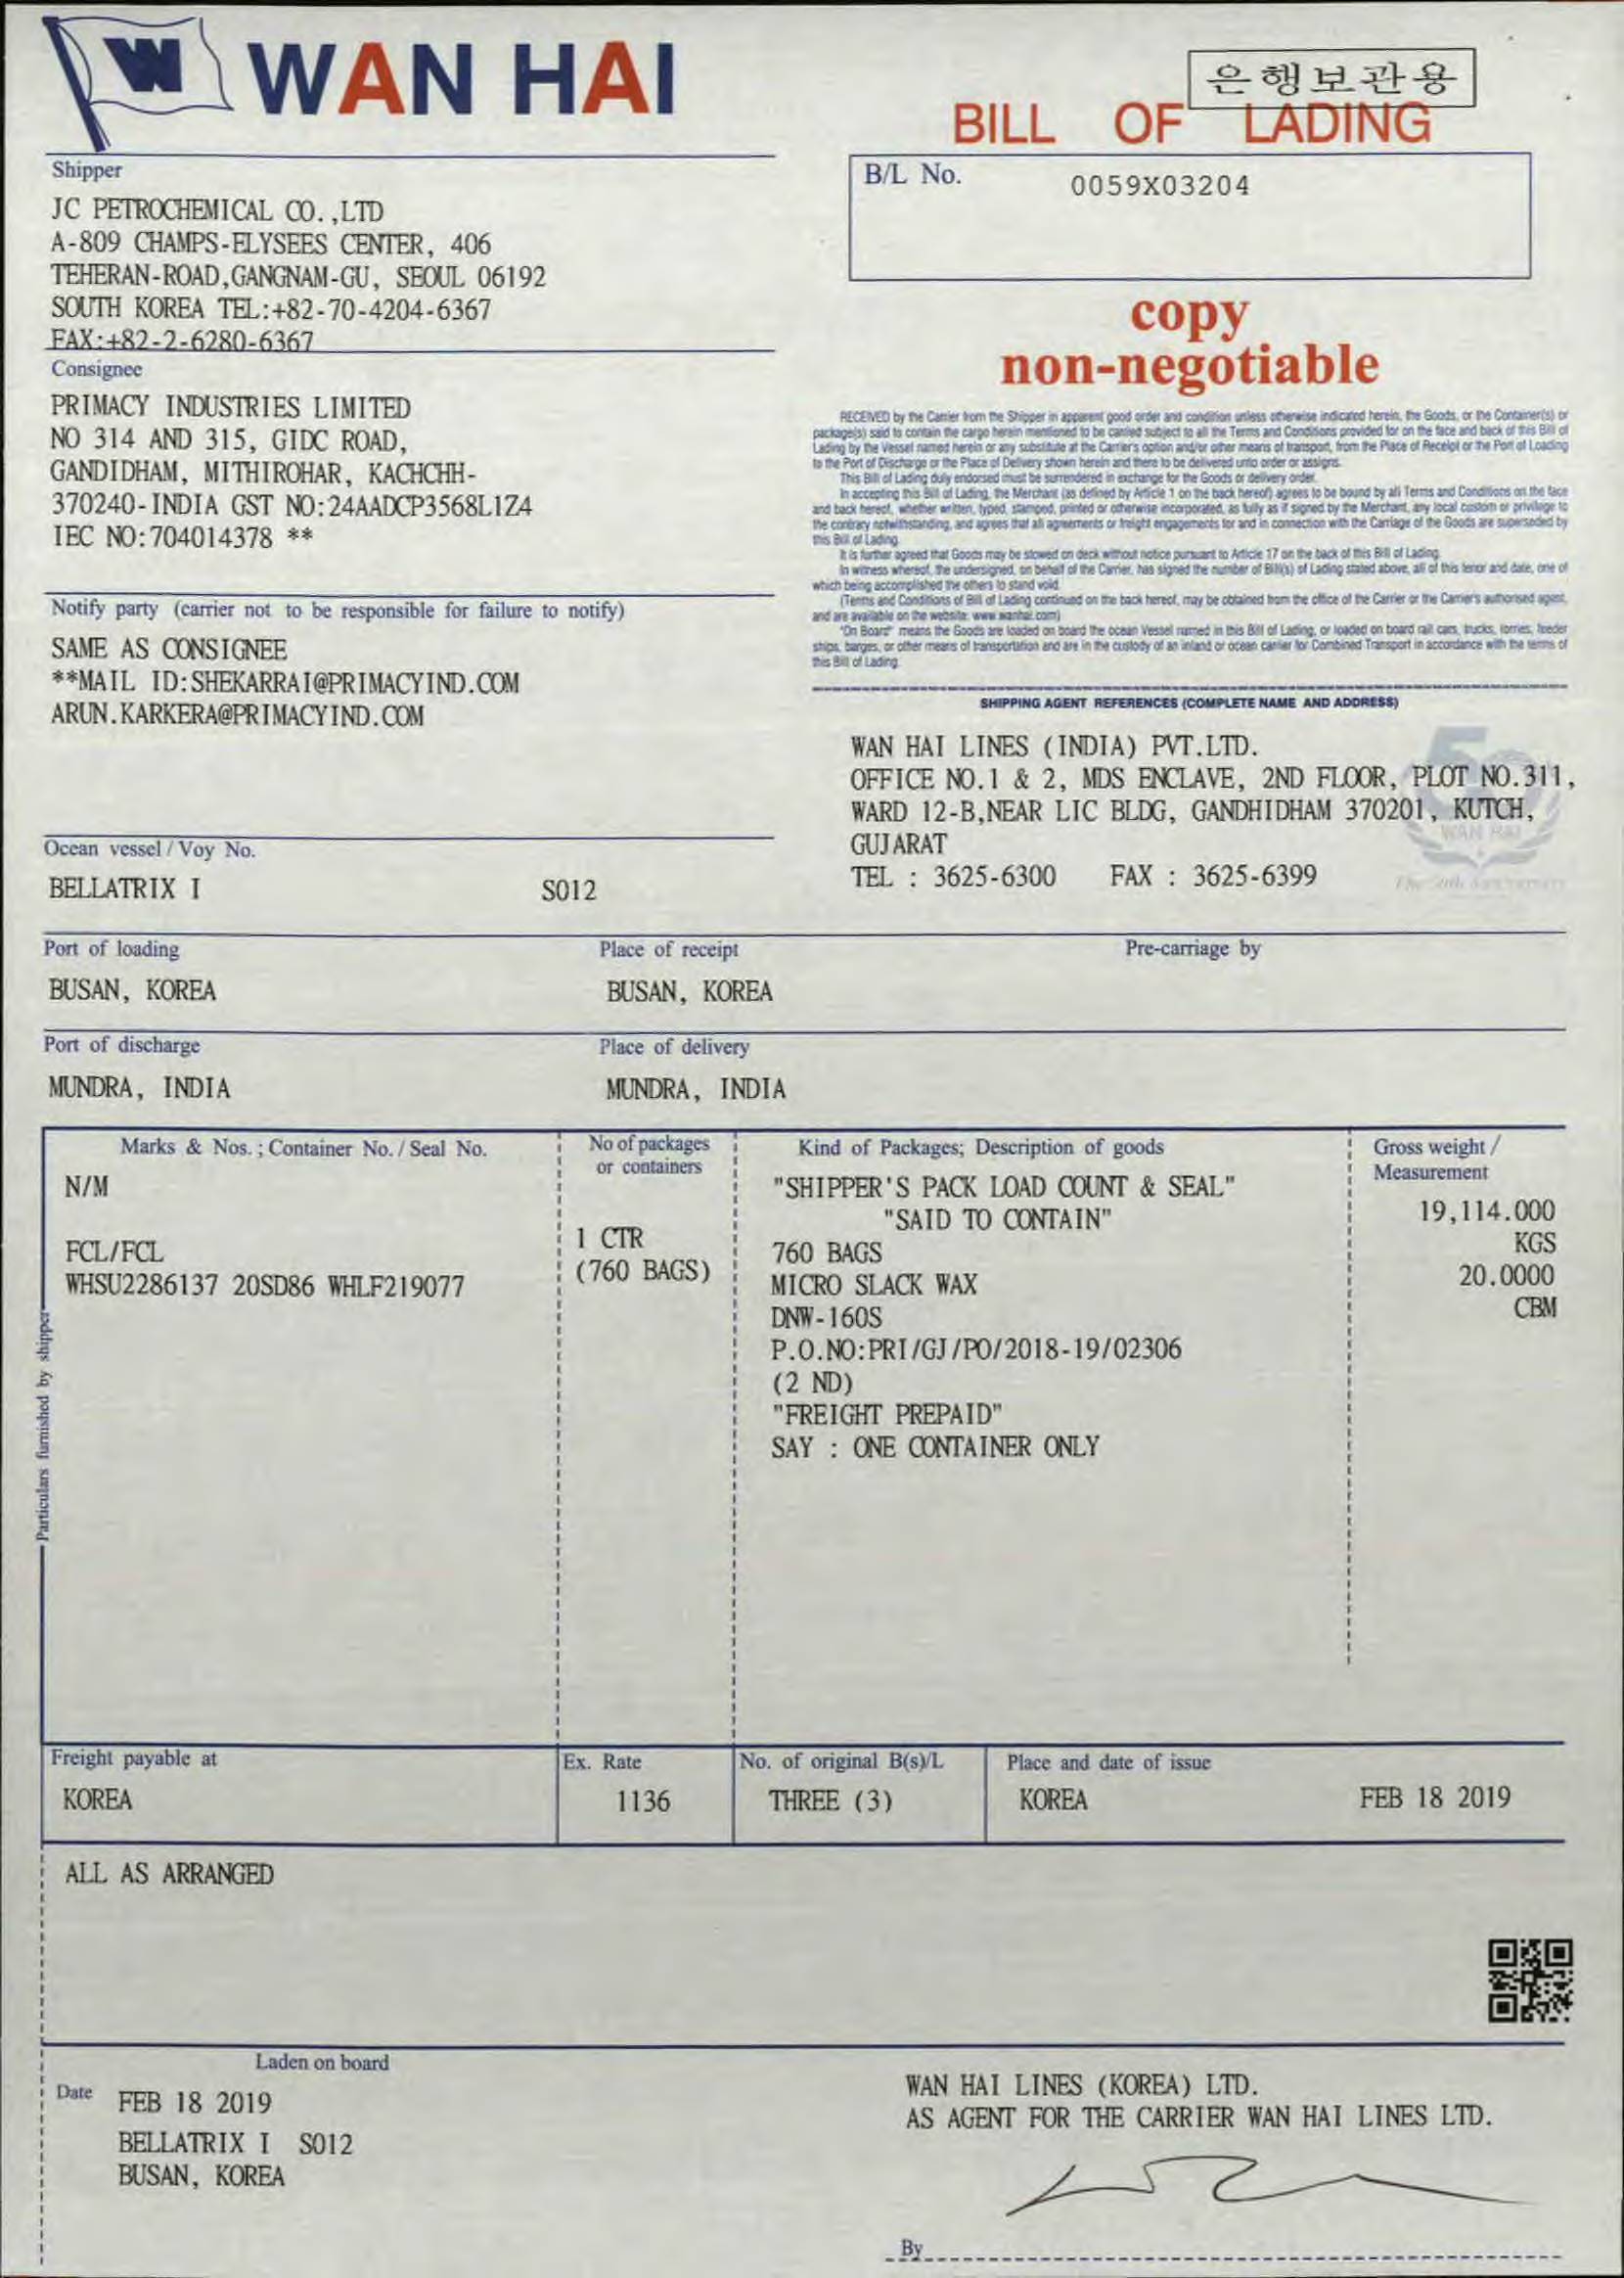 W WAN HAI
은행보관용
BILL OF LADING
Shipper
JC PETROCHEMICAL CO.,LTD
A-809 CHAMPS-ELYSEES CENTER, 406
TEHERAN-ROAD,GANGNAM-GU, SEOUL 06192
SOUTH KOREA TEL:+82-70-4204-6367
FAX:+82-2-6280-6367
B/L No. 0059X03204
copy
non-negotiable
Consignee
PRIMACY INDUSTRIES LIMITED
NO 314 AND 315, GIDC ROAD,
GANDIDHAM, MITHIROHAR, KACHCHH-
370240-INDIA GST NO:24AADCP3568L1Z4
IEC NO:704014378 **
RECEIVED by the Carrier from the Shipper in apparent good order and condition unless otherwise indicated herein, the Goods, or the Container(s) or
package(s) said to contain the cargo herein mentioned to be carried subject to all the Terms and Conditions provided for on the face and back of this Bill of
Lading by the Vessel named herein or any substitute at the Carrier's option and/or other means of transport, from the Place of Receipt or the Port of Loading
to the Port of Discharge or the Place of Delivery shown herein and there to be delivered unto order or assigns.
This Bill of Lading duly endorsed must be surrendered in exchange for the Goods or delivery order.
In accepting this Bill of Lading, the Merchant (as defined by Article 1 on the back hereof) agrees to be bound by all Terms and Conditions on the face
and back hereof, whether written, typed, stamped, printed or otherwise incorporated, as fully as if signed by the Merchant, any local custom or privilege to
the contrary notwithstanding, and agrees that all agreements or freight engagements for and in connection with the Carriage of the Goods are superseded by
this Bill of Lading.
It is further agreed that Goods may be stowed on deck without notice pursuant to Article 17 on the back of this Bill of Lading.
In witness whereof, the undersigned, on behalf of the Carrier, has signed the number of Bill(s) of Lading stated above, all of this tenor and date, one of
which being accomplished the others to stand void.
(Terms and Conditions of Bill of Lading continued on the back hereof, may be obtained from the office of the Carrier or the Carrier's authorised agent,
and are available on the website: www.wanhai.com)
"On Board" means the Goods are loaded on board the ocean Vessel named in this Bill of Lading, or loaded on board rail cars, trucks, lorries, feeder
ships, barges, or other means of transportation and are in the custody of an inland or ocean carrier for Combined Transport in accordance with the terms of
this Bill of Lading.
Notify party (carrier not to be responsible for failure to notify)
SAME AS CONSIGNEE
**MAIL ID:SHEKARRAI@PRIMACYIND.COM
ARUN.KARKERA@PRIMACYIND.COM
SHIPPING AGENT REFERENCES (COMPLETE NAME AND ADDRESS)
WAN HAI LINES (INDIA) PVT.LTD.
OFFICE NO.1 & 2, MDS ENCLAVE, 2ND FLOOR, PLOT NO.311,
WARD 12-B,NEAR LIC BLDG, GANDHIDHAM 370201, KUTCH,
GUJARAT
TEL : 3625-6300 FAX : 3625-6399
50
WAN HAI
The 50th Anniversary
Ocean vessel / Voy No.
BELLATRIX I S012
Port of loading Place of receipt Pre-carriage by
BUSAN, KOREA BUSAN, KOREA
Port of discharge Place of delivery
MUNDRA, INDIA MUNDRA, INDIA
Marks & Nos. ; Container No. / Seal No.
N/M
FCL/FCL
WHSU2286137 20SD86 WHLF219077
No of packages
or containers
1 CTR
(760 BAGS)
Kind of Packages; Description of goods
"SHIPPER'S PACK LOAD COUNT & SEAL"
"SAID TO CONTAIN"
760 BAGS
MICRO SLACK WAX
DNW-160S
P.O.NO:PRI/GJ/PO/2018-19/02306
(2 ND)
"FREIGHT PREPAID"
SAY : ONE CONTAINER ONLY
Gross weight /
Measurement
19,114.000
KGS
20.0000
CBM
Particulars furnished by shipper
Freight payable at Ex. Rate No. of original B(s)/L Place and date of issue
KOREA 1136 THREE (3) KOREA FEB 18 2019
ALL AS ARRANGED
Laden on board
Date FEB 18 2019
BELLATRIX I S012
BUSAN, KOREA
WAN HAI LINES (KOREA) LTD.
AS AGENT FOR THE CARRIER WAN HAI LINES LTD.
By